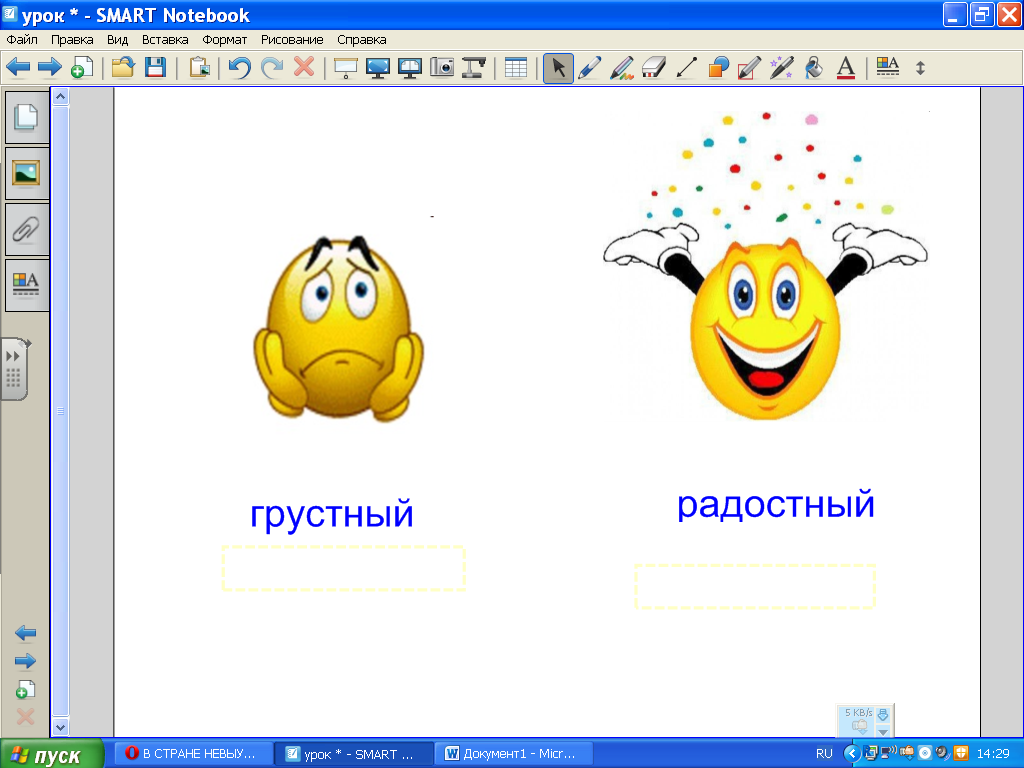 урок * - SMART Notebook
Файл Правка Вид Вставка Формат Рисование Справка
грустный
радостный
5 KB/s
пуск
В СТРАНЕ НЕВЫУ...
урок * - SMART ...
Документ1 - Micr...
RU
14:29